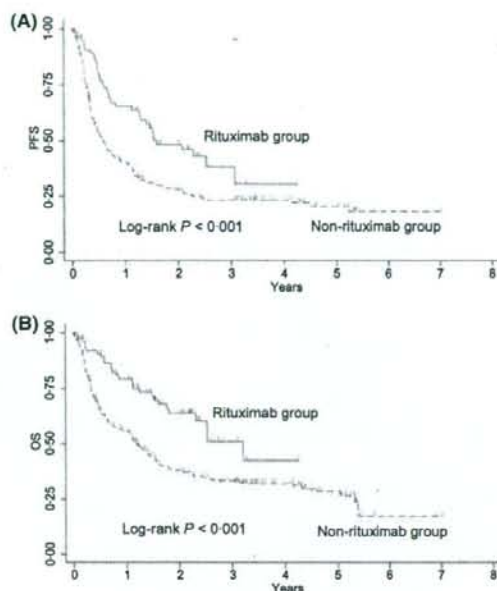 (A)
1·00
0·75
0·50
0·25
0·00
PFS
Rituximab group
Log-rank P < 0·001
Non-rituximab group
0 1 2 3 4 5 6 7 8
Years
(B)
1·00
0·75
0·50
0·25
0·00
OS
Rituximab group
Log-rank P < 0·001
Non-rituximab group
0 1 2 3 4 5 6 7 8
Years